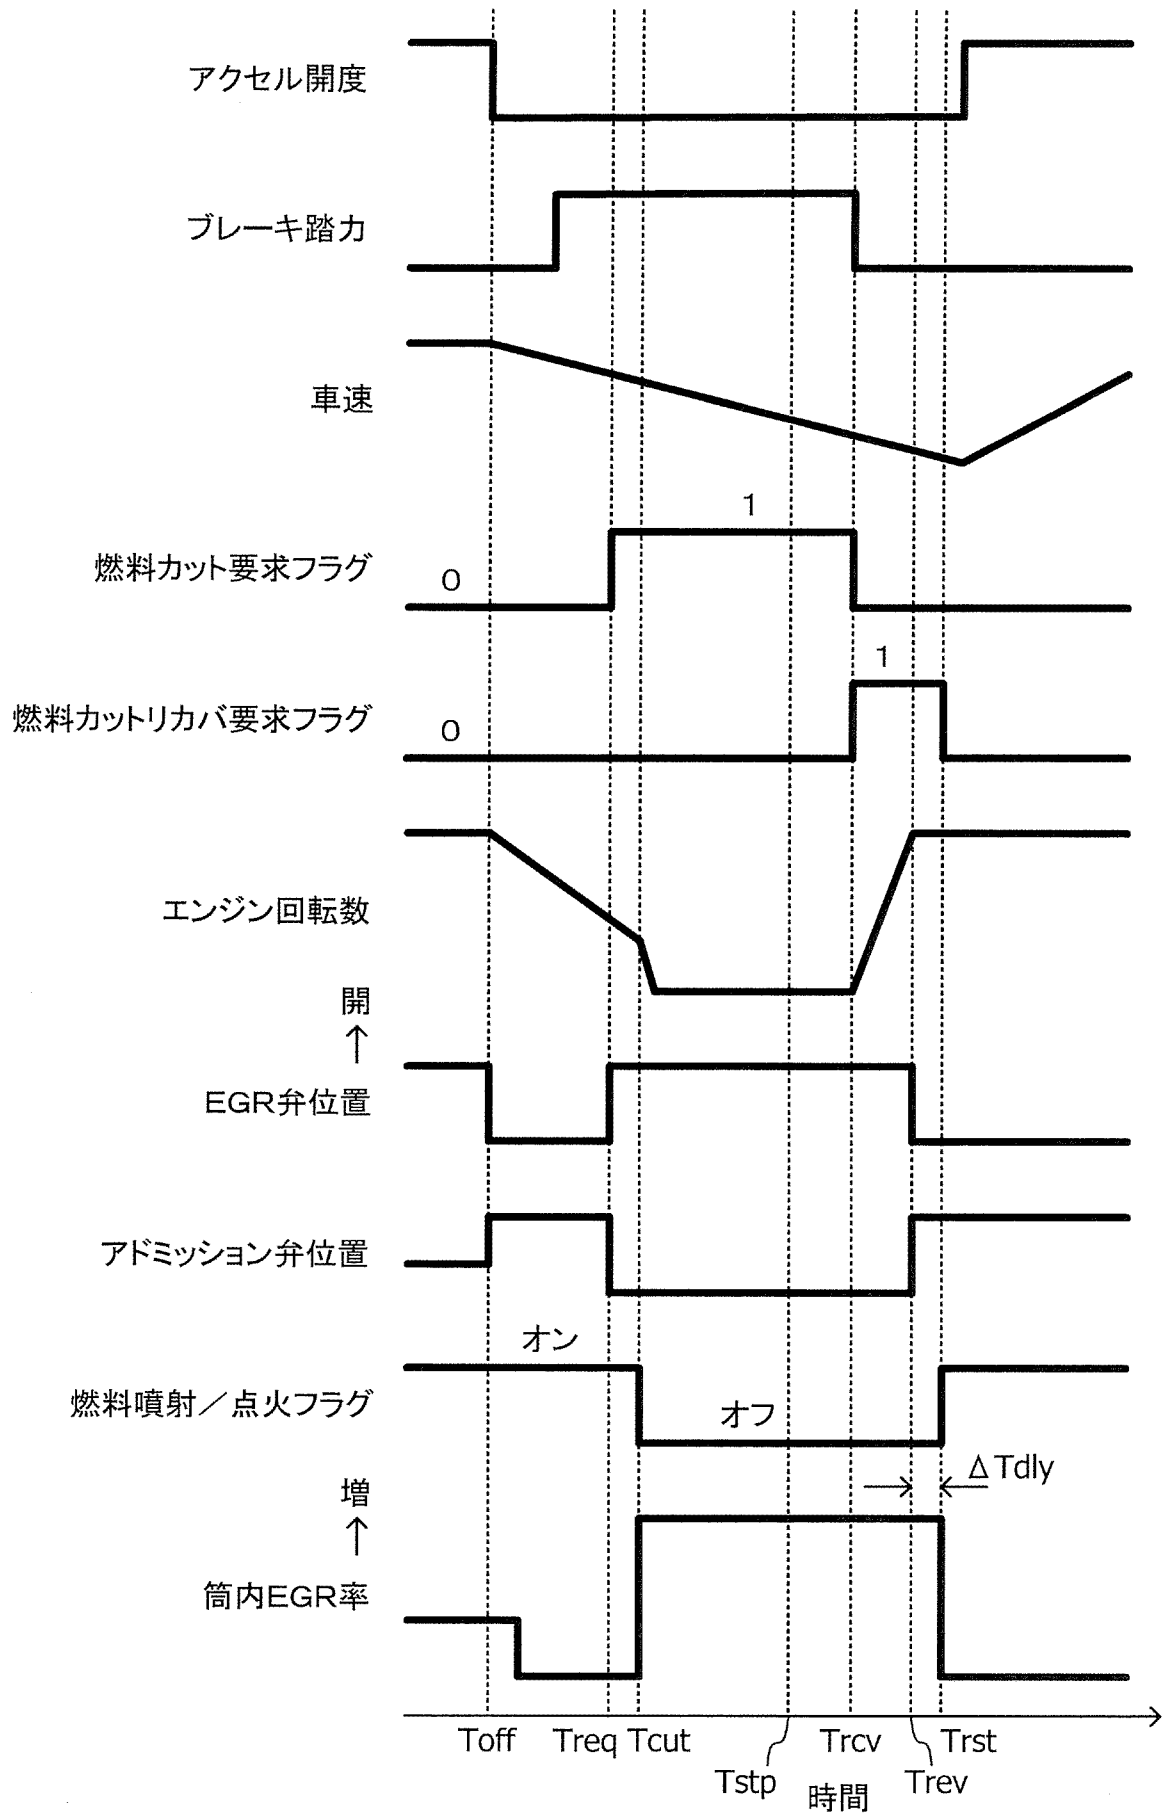 アクセル開度
ブレーキ踏力
車速
1
燃料カット要求フラグ
0
1
燃料カットリカバ要求フラグ
0
エンジン回転数
開
↑
EGR弁位置
アドミッション弁位置
オン
燃料噴射／点火フラグ
オフ
ΔTdly
増
↑
筒内EGR率
Toff Treq Tcut Trcv Trst
Tstp Trev
時間